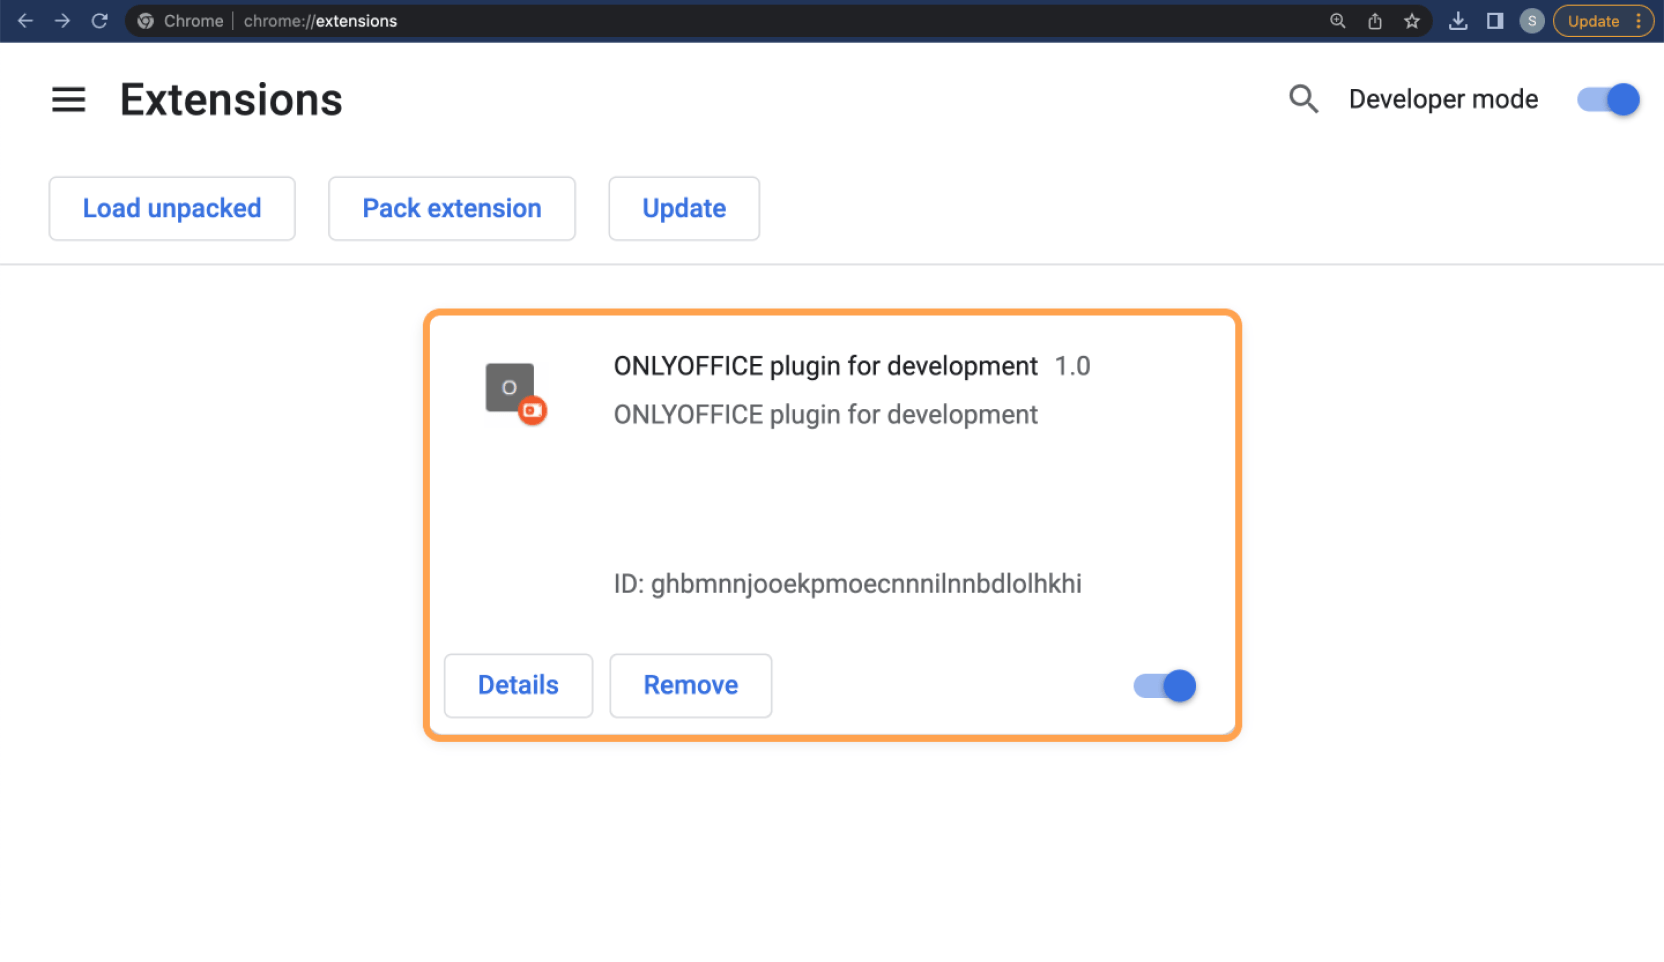 Chrome | chrome://extensions
S
Update
Extensions
Developer mode
Load unpacked
Pack extension
Update
O
ONLYOFFICE plugin for development 1.0
ONLYOFFICE plugin for development
ID: ghbmnnjooekpmoecnnnilnnbdlolhkhi
Details
Remove